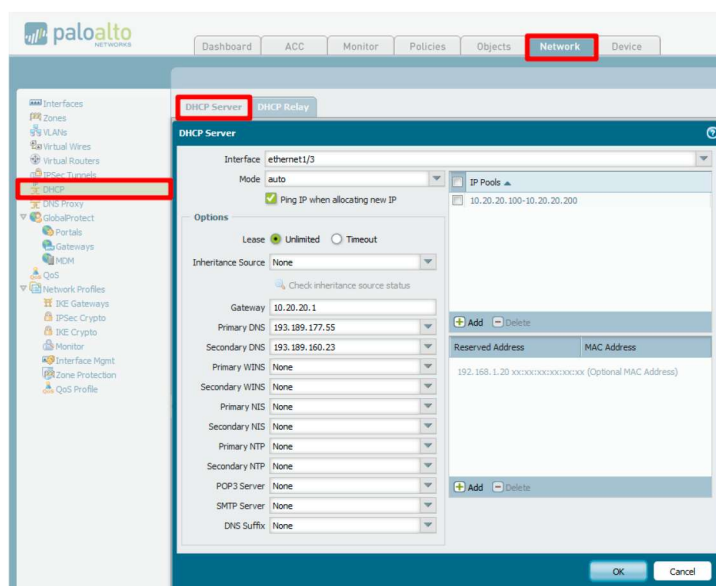 paloalto
NETWORKS
Dashboard ACC Monitor Policies Objects Network Device
Interfaces
Zones
VLANs
Virtual Wires
Virtual Routers
IPSec Tunnels
DHCP
DNS Proxy
GlobalProtect
Portals
Gateways
MDM
QoS
Network Profiles
IKE Gateways
IPSec Crypto
IKE Crypto
Monitor
Interface Mgmt
Zone Protection
QoS Profile
DHCP Server DHCP Relay
DHCP Server
Interface ethernet1/3
Mode auto
Ping IP when allocating new IP
Options
Lease Unlimited Timeout
Inheritance Source None
Check inheritance source status
Gateway 10.20.20.1
Primary DNS 193.189.177.55
Secondary DNS 193.189.160.23
Primary WINS None
Secondary WINS None
Primary NIS None
Secondary NIS None
Primary NTP None
Secondary NTP None
POP3 Server None
SMTP Server None
DNS Suffix None
IP Pools
10.20.20.100-10.20.20.200
Add Delete
Reserved Address MAC Address
192.168.1.20 xx:xx:xx:xx:xx:xx (Optional MAC Address)
Add Delete
OK Cancel